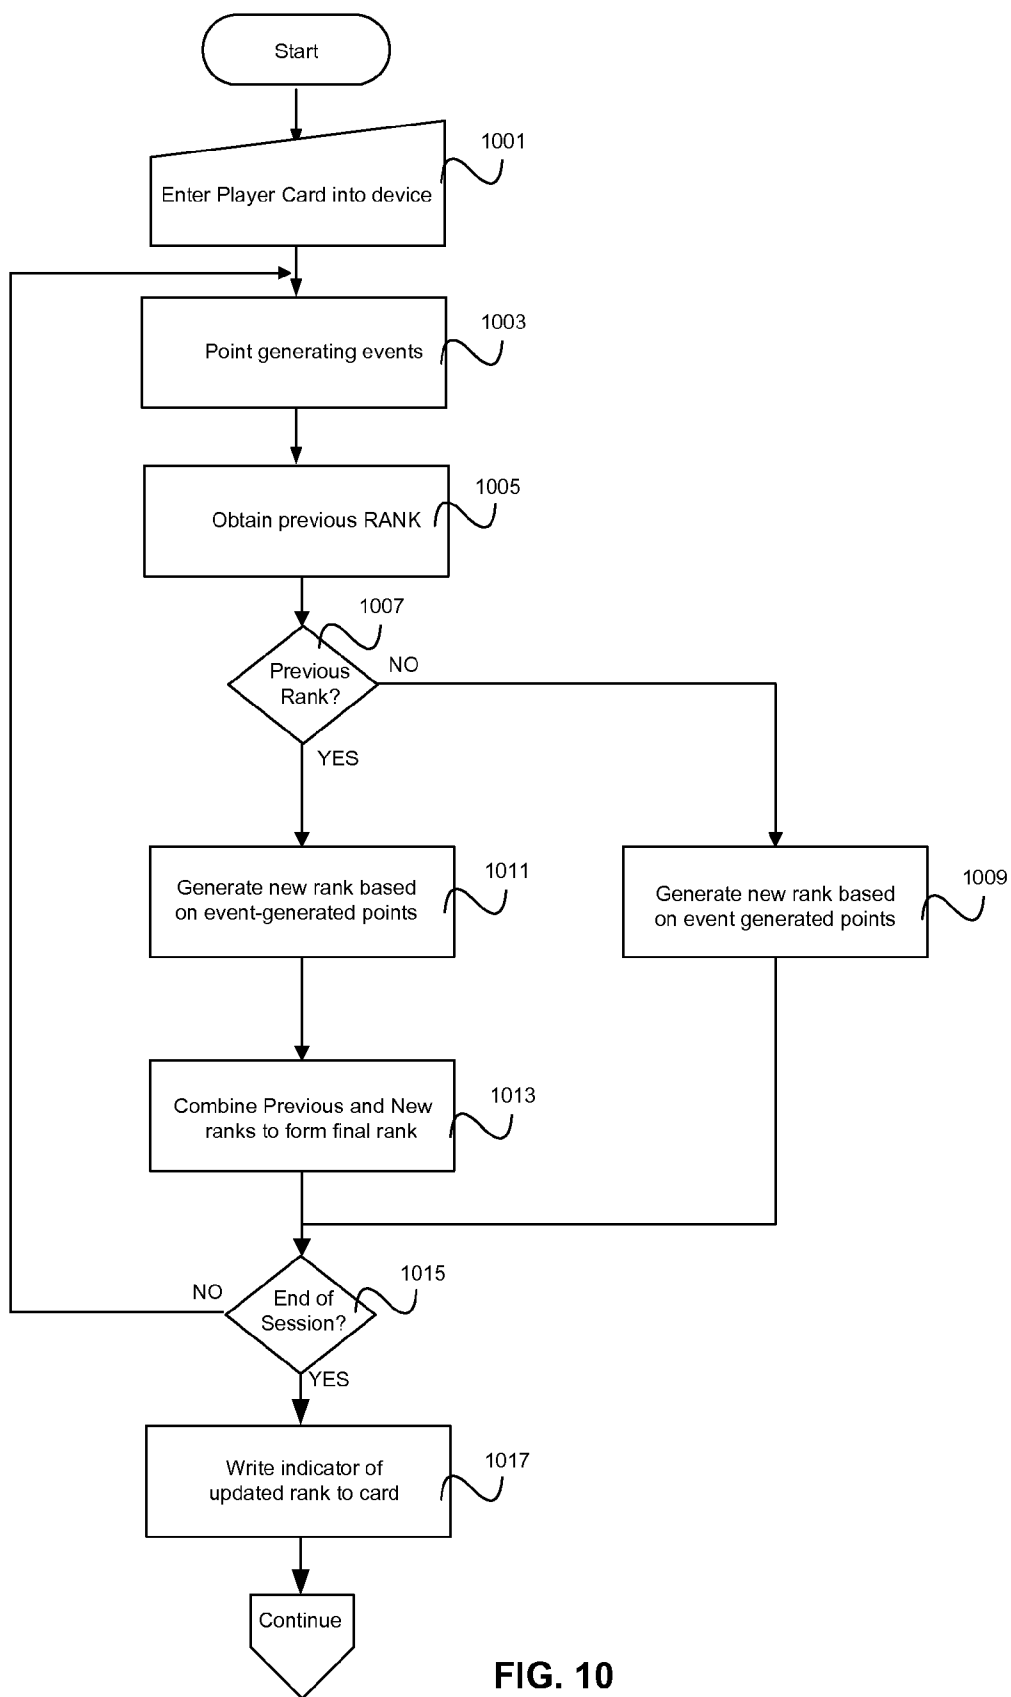 Start
1001
Enter Player Card into device
1003
Point generating events
1005
Obtain previous RANK
1007
Previous
Rank?
NO
YES
1011
Generate new rank based
on event-generated points
1009
Generate new rank based
on event generated points
1013
Combine Previous and New
ranks to form final rank
1015
NO
End of
Session?
YES
1017
Write indicator of
updated rank to card
Continue
FIG. 10